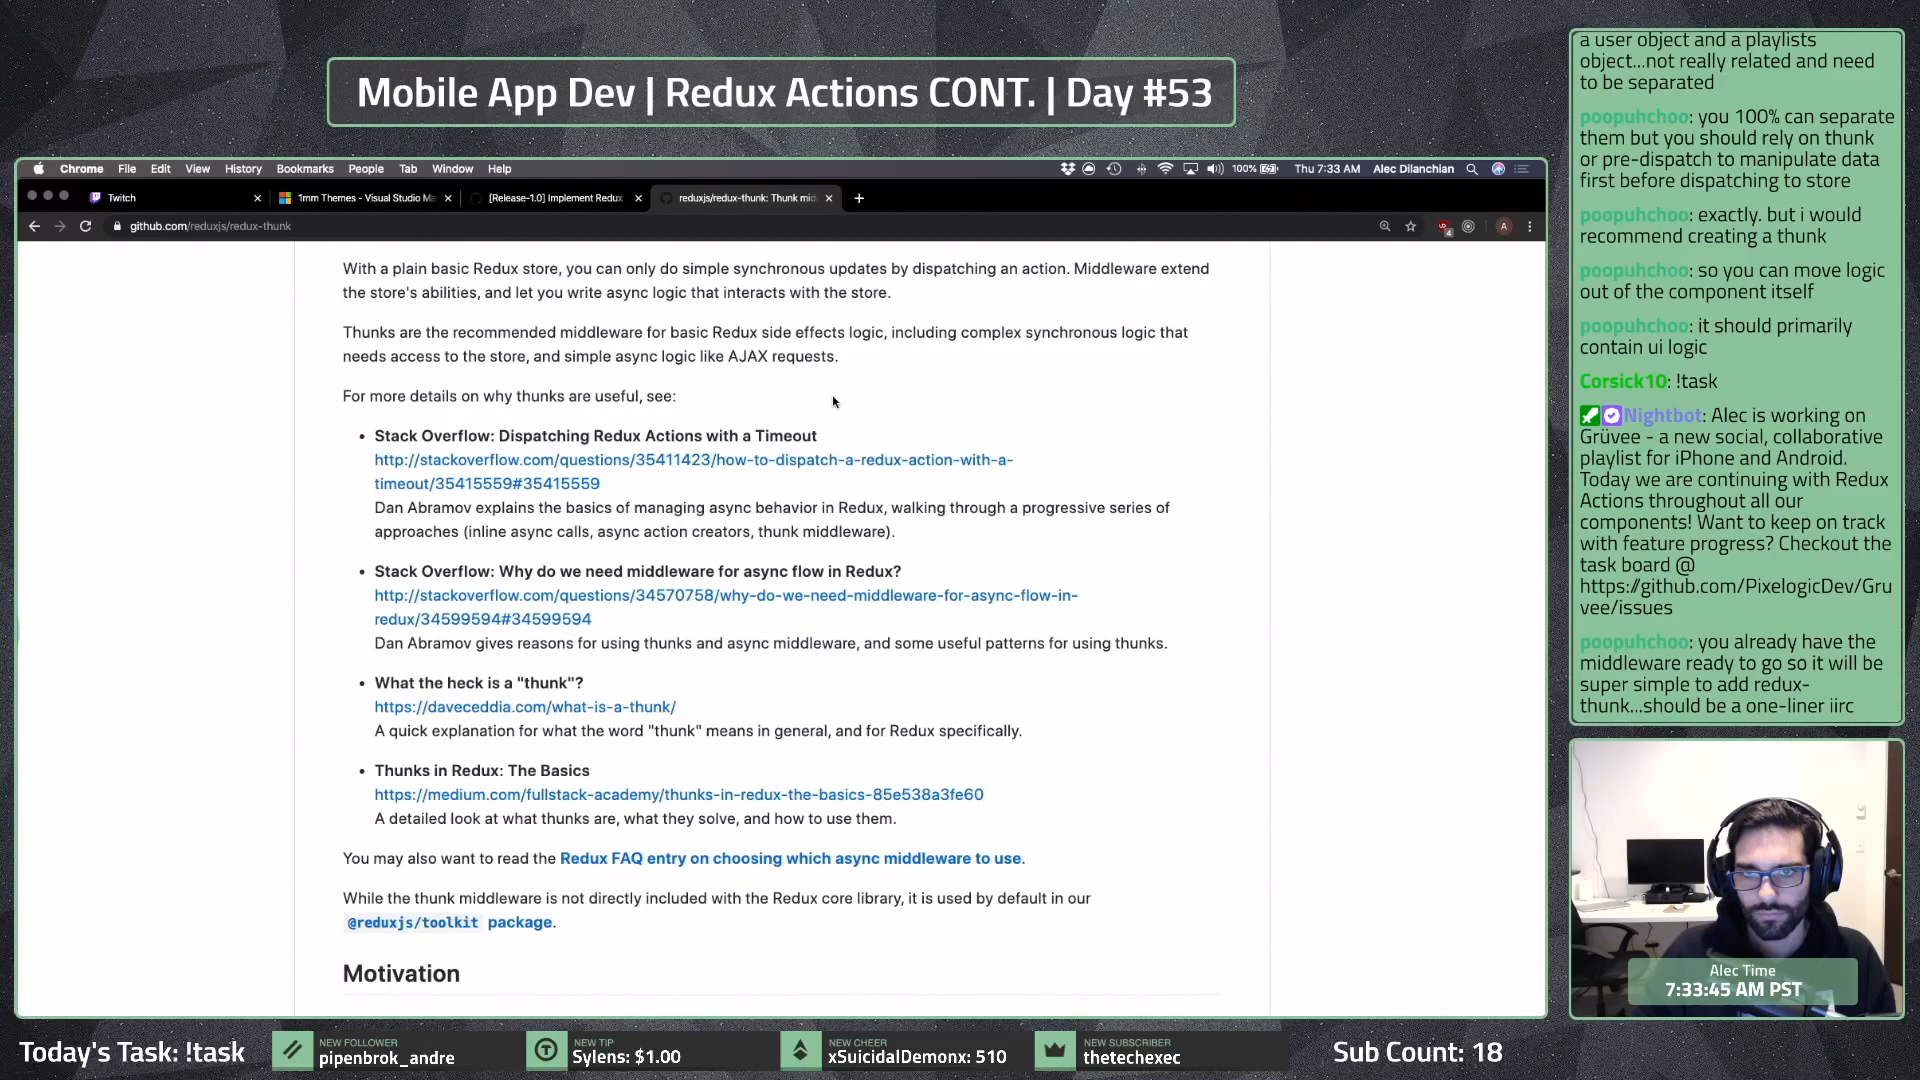 Mobile App Dev | Redux Actions CONT. | Day #53
Chrome File Edit View History Bookmarks People Tab Window Help
100% Thu 7:33 AM Alec Dilanchian
Twitch
1mm Themes - Visual Studio Ma
[Release-1.0] Implement Redux
reduxjs/redux-thunk: Thunk mid
github.com/reduxjs/redux-thunk
A
4
With a plain basic Redux store, you can only do simple synchronous updates by dispatching an action. Middleware extend
the store's abilities, and let you write async logic that interacts with the store.
Thunks are the recommended middleware for basic Redux side effects logic, including complex synchronous logic that
needs access to the store, and simple async logic like AJAX requests.
For more details on why thunks are useful, see:
• Stack Overflow: Dispatching Redux Actions with a Timeout
http://stackoverflow.com/questions/35411423/how-to-dispatch-a-redux-action-with-a-
timeout/35415559#35415559
Dan Abramov explains the basics of managing async behavior in Redux, walking through a progressive series of
approaches (inline async calls, async action creators, thunk middleware).
• Stack Overflow: Why do we need middleware for async flow in Redux?
http://stackoverflow.com/questions/34570758/why-do-we-need-middleware-for-async-flow-in-
redux/34599594#34599594
Dan Abramov gives reasons for using thunks and async middleware, and some useful patterns for using thunks.
• What the heck is a "thunk"?
https://daveceddia.com/what-is-a-thunk/
A quick explanation for what the word "thunk" means in general, and for Redux specifically.
• Thunks in Redux: The Basics
https://medium.com/fullstack-academy/thunks-in-redux-the-basics-85e538a3fe60
A detailed look at what thunks are, what they solve, and how to use them.
You may also want to read the Redux FAQ entry on choosing which async middleware to use.
While the thunk middleware is not directly included with the Redux core library, it is used by default in our
@reduxjs/toolkit package.
Motivation
a user object and a playlists
object...not really related and need
to be separated
poopuhchoo: you 100% can separate
them but you should rely on thunk
or pre-dispatch to manipulate data
first before dispatching to store
poopuhchoo: exactly. but i would
recommend creating a thunk
poopuhchoo: so you can move logic
out of the component itself
poopuhchoo: it should primarily
contain ui logic
Corsick10: !task
Nightbot: Alec is working on
Grüvee - a new social, collaborative
playlist for iPhone and Android.
Today we are continuing with Redux
Actions throughout all our
components! Want to keep on track
with feature progress? Checkout the
task board @
https://github.com/PixelogicDev/Gru
vee/issues
poopuhchoo: you already have the
middleware ready to go so it will be
super simple to add redux-
thunk...should be a one-liner iirc
Alec Time
7:33:45 AM PST
Today's Task: !task
NEW FOLLOWER
pipenbrok_andre
NEW TIP
Sylens: $1.00
NEW CHEER
xSuicidalDemonx: 510
NEW SUBSCRIBER
thetechexec
Sub Count: 18